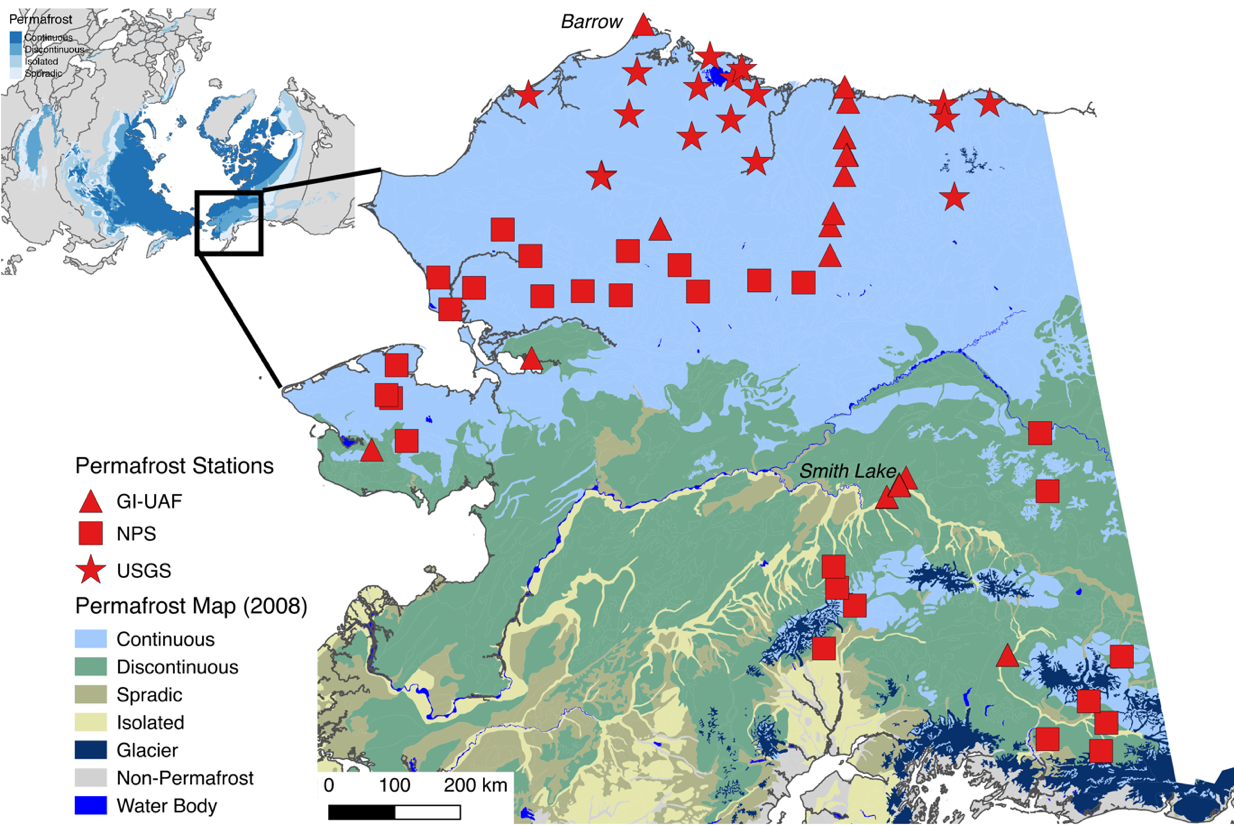 Permafrost
Continuous
Discontinuous
Isolated
Sporadic
Barrow
Smith Lake
Permafrost Stations
GI-UAF
NPS
USGS
Permafrost Map (2008)
Continuous
Discontinuous
Spradic
Isolated
Glacier
Non-Permafrost
Water Body
0 100 200 km